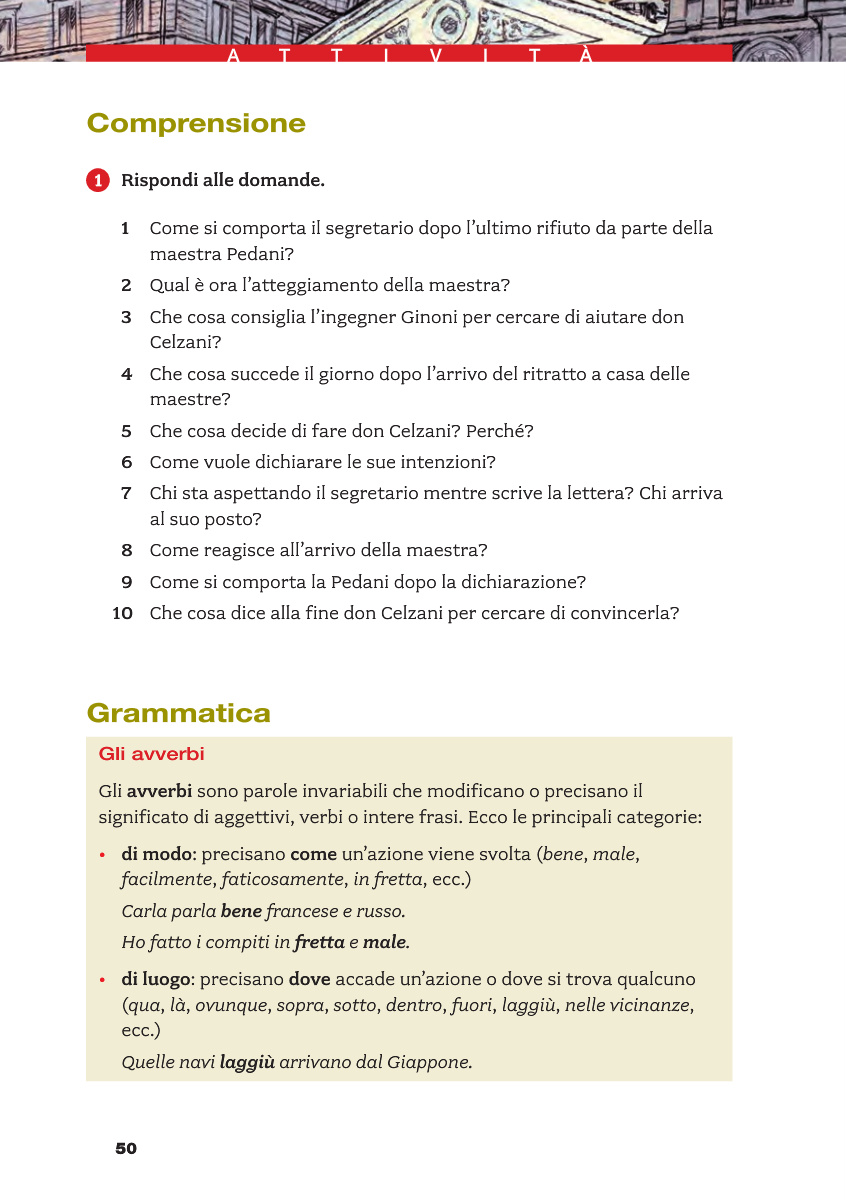 ATTIVITÀ
Comprensione
1 Rispondi alle domande.
1 Come si comporta il segretario dopo l’ultimo rifiuto da parte della
maestra Pedani?
2 Qual è ora l’atteggiamento della maestra?
3 Che cosa consiglia l’ingegner Ginoni per cercare di aiutare don
Celzani?
4 Che cosa succede il giorno dopo l’arrivo del ritratto a casa delle
maestre?
5 Che cosa decide di fare don Celzani? Perché?
6 Come vuole dichiarare le sue intenzioni?
7 Chi sta aspettando il segretario mentre scrive la lettera? Chi arriva
al suo posto?
8 Come reagisce all’arrivo della maestra?
9 Come si comporta la Pedani dopo la dichiarazione?
10 Che cosa dice alla fine don Celzani per cercare di convincerla?
Grammatica
Gli avverbi
Gli avverbi sono parole invariabili che modificano o precisano il
significato di aggettivi, verbi o intere frasi. Ecco le principali categorie:
• di modo: precisano come un’azione viene svolta (bene, male,
facilmente, faticosamente, in fretta, ecc.)
Carla parla bene francese e russo.
Ho fatto i compiti in fretta e male.
• di luogo: precisano dove accade un’azione o dove si trova qualcuno
(qua, là, ovunque, sopra, sotto, dentro, fuori, laggiù, nelle vicinanze,
ecc.)
Quelle navi laggiù arrivano dal Giappone.
50